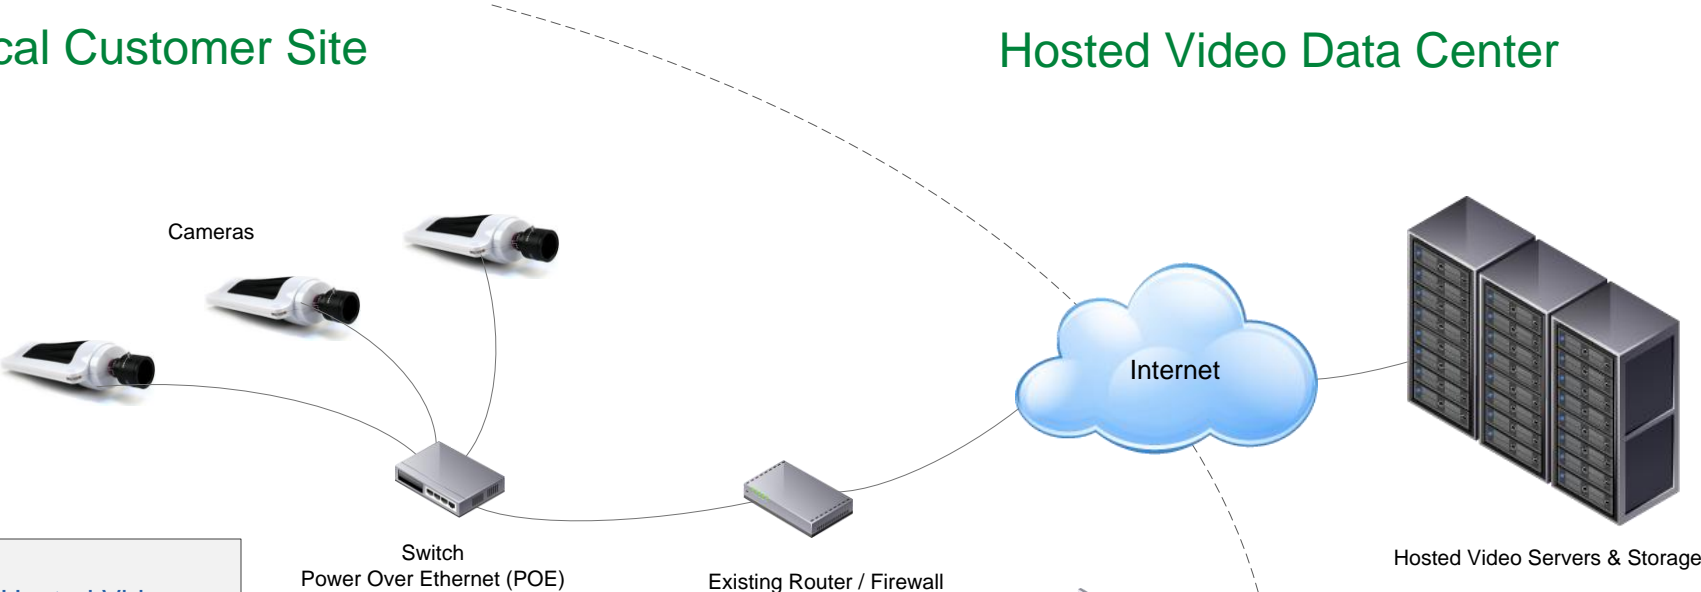 cal Customer Site
Hosted Video Data Center
Cameras
Internet
Switch
Power Over Ethernet (POE)
Existing Router / Firewall
Hosted Video Servers & Storage